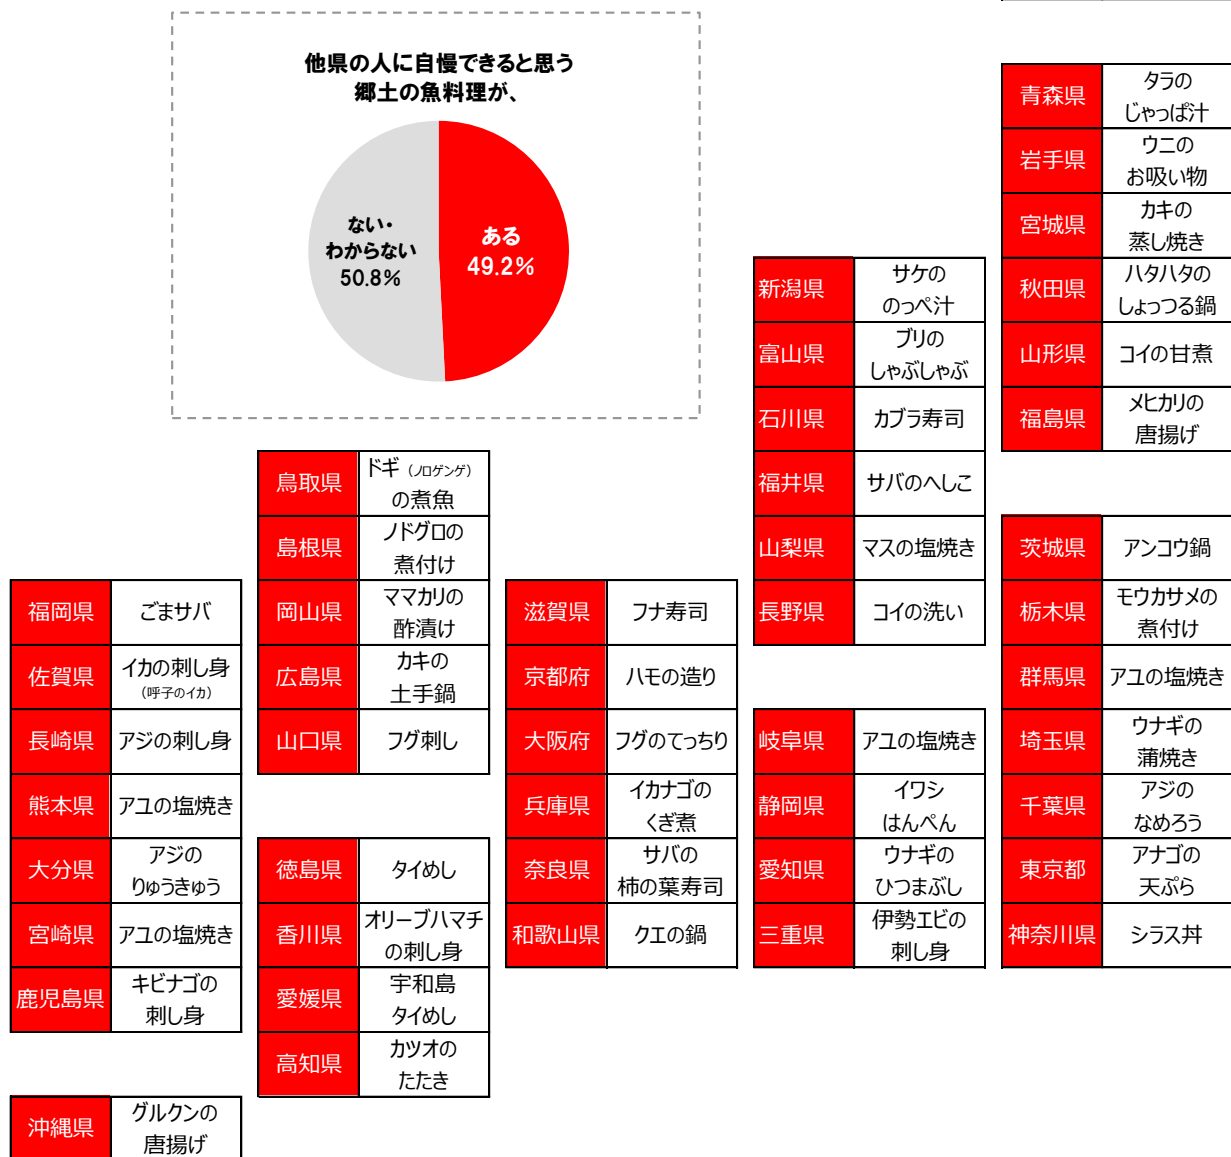 他県の人に自慢できると思う
郷土の魚料理が、
ない・
わからない
50.8%
ある
49.2%
青森県
タラの
じゃっぱ汁
岩手県
ウニの
お吸い物
宮城県
カキの
蒸し焼き
秋田県
ハタハタの
しょっつる鍋
山形県
コイの甘煮
福島県
メヒカリの
唐揚げ
新潟県
サケの
のっぺ汁
富山県
ブリの
しゃぶしゃぶ
石川県
カブラ寿司
福井県
サバのへしこ
山梨県
マスの塩焼き
長野県
コイの洗い
茨城県
アンコウ鍋
栃木県
モウカサメの
煮付け
群馬県
アユの塩焼き
埼玉県
ウナギの
蒲焼き
千葉県
アジの
なめろう
東京都
アナゴの
天ぷら
神奈川県
シラス丼
岐阜県
アユの塩焼き
静岡県
イワシ
はんぺん
愛知県
ウナギの
ひつまぶし
三重県
伊勢エビの
刺し身
滋賀県
フナ寿司
京都府
ハモの造り
大阪府
フグのてっちり
兵庫県
イカナゴの
くぎ煮
奈良県
サバの
柿の葉寿司
和歌山県
クエの鍋
鳥取県
ドギ（ノロゲンゲ）
の煮魚
島根県
ノドグロの
煮付け
岡山県
ママカリの
酢漬け
広島県
カキの
土手鍋
山口県
フグ刺し
徳島県
タイめし
香川県
オリーブハマチ
の刺し身
愛媛県
宇和島
タイめし
高知県
カツオの
たたき
福岡県
ごまサバ
佐賀県
イカの刺し身
（呼子のイカ）
長崎県
アジの刺し身
熊本県
アユの塩焼き
大分県
アジの
りゅうきゅう
宮崎県
アユの塩焼き
鹿児島県
キビナゴの
刺し身
沖縄県
グルクンの
唐揚げ